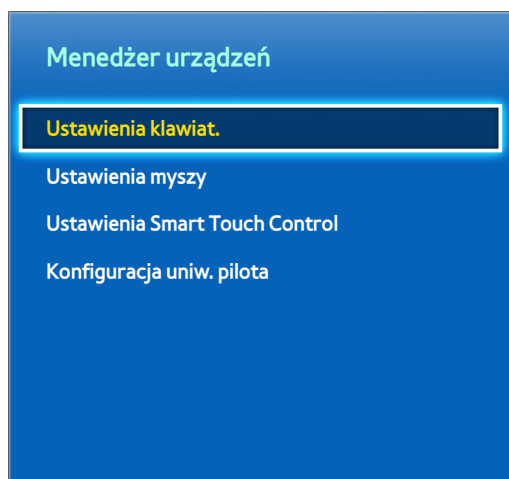 Menedżer urządzeń
Ustawienia klawiat.
Ustawienia myszy
Ustawienia Smart Touch Control
Konfiguracja uniw. pilota